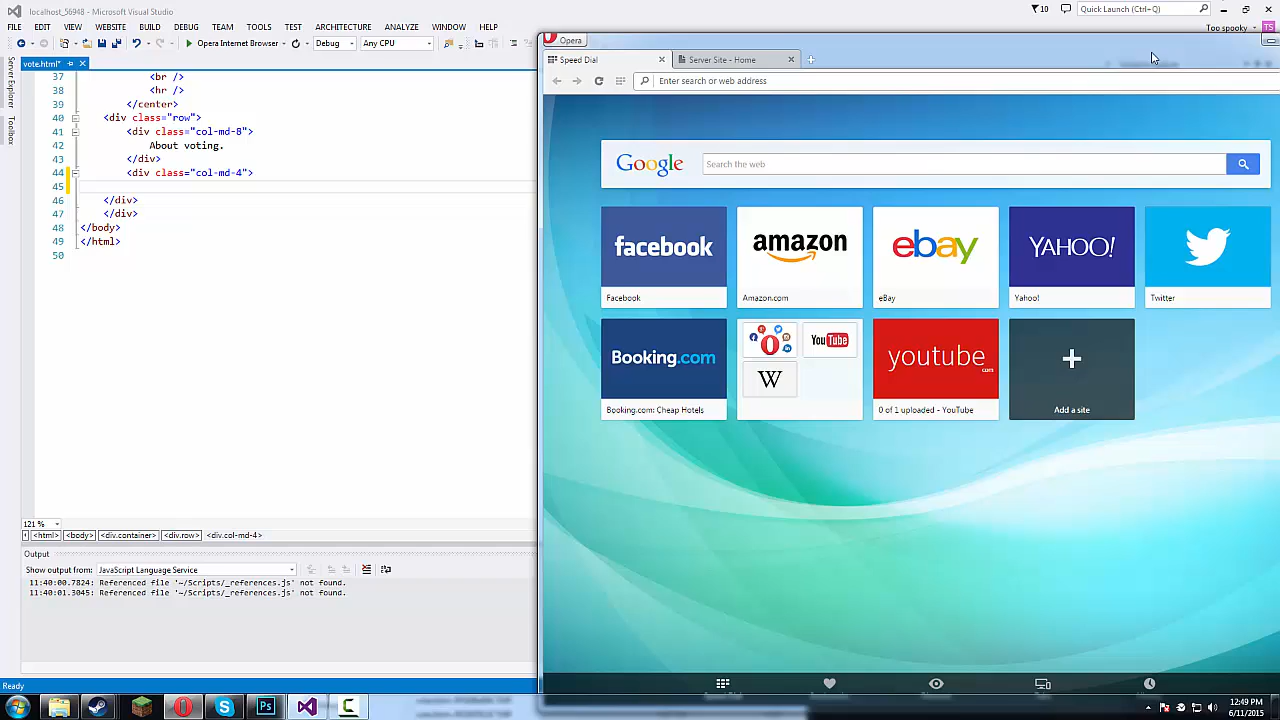 localhost_56948 - Microsoft Visual Studio
10
Quick Launch (Ctrl+Q)
FILE EDIT VIEW WEBSITE BUILD DEBUG TEAM TOOLS TEST ARCHITECTURE ANALYZE WINDOW HELP
Too spooky TS
Opera Internet Br
Debug
Any CPU
Server Explorer
Toolbox
vote.html*
37 <br />
38 <hr />
39 </center>
40 <div class="row">
41 <div class="col-md-8">
42 About voting.
43 </div>
44 <div class="col-md-4">
45
46 </div>
47 </div>
48 </body>
49 </html>
50
121 %
<html> <body> <div.container> <div.row> <div.col-md-4>
Output
Show output from: JavaScript Language Service
11:40:00.7824: Referenced file '~/Scripts/_references.js' not found.
11:40:01.3045: Referenced file '~/Scripts/_references.js' not found.
Ready
Opera
Speed Dial
Server Site - Home
Enter search or web address
Google
Search the web
facebook
Facebook
amazon
Amazon.com
ebay
eBay
YAHOO!
Yahoo!
Twitter
Booking.com
Booking.com: Cheap Hotels
YouTube
W
youtube.com
0 of 1 uploaded - YouTube
Add a site
Ps
C
12:49 PM
6/11/2015